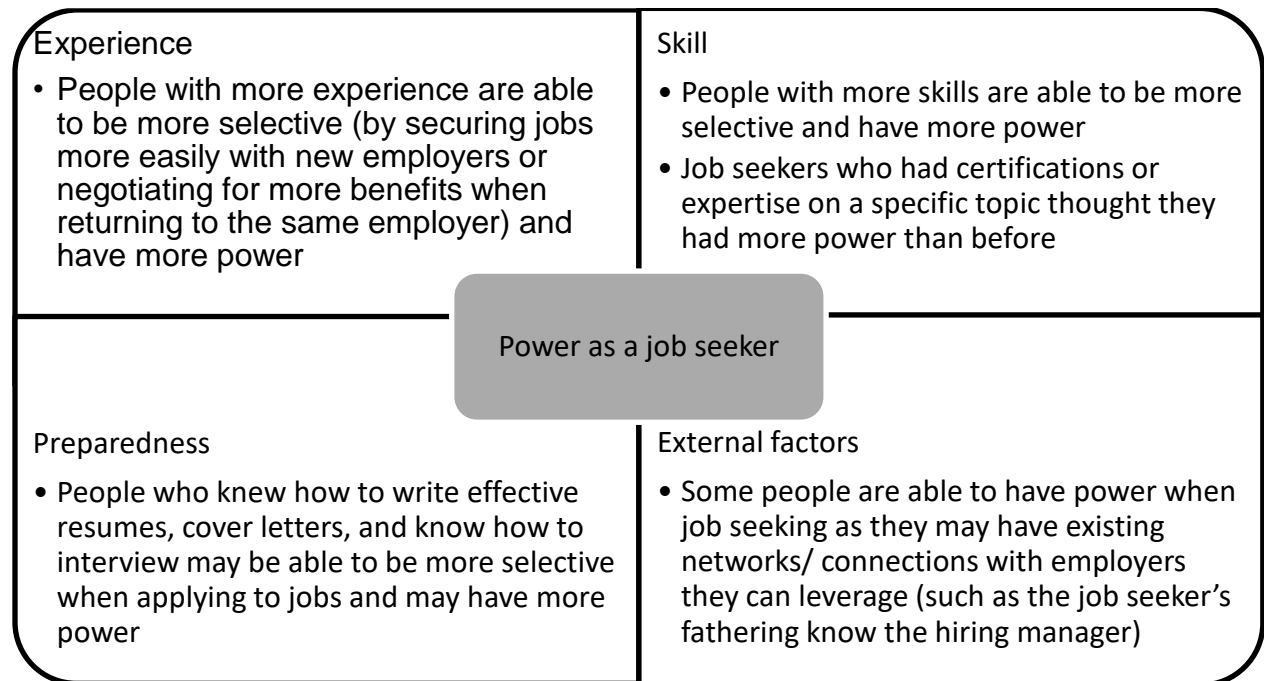 Experience
• People with more experience are able
to be more selective (by securing jobs
more easily with new employers or
negotiating for more benefits when
returning to the same employer) and
have more power
Skill
• People with more skills are able to be more
selective and have more power
• Job seekers who had certifications or
expertise on a specific topic thought they
had more power than before
Power as a job seeker
Preparedness
• People who knew how to write effective
resumes, cover letters, and know how to
interview may be able to be more selective
when applying to jobs and may have more
power
External factors
• Some people are able to have power when
job seeking as they may have existing
networks/ connections with employers
they can leverage (such as the job seeker’s
fathering know the hiring manager)